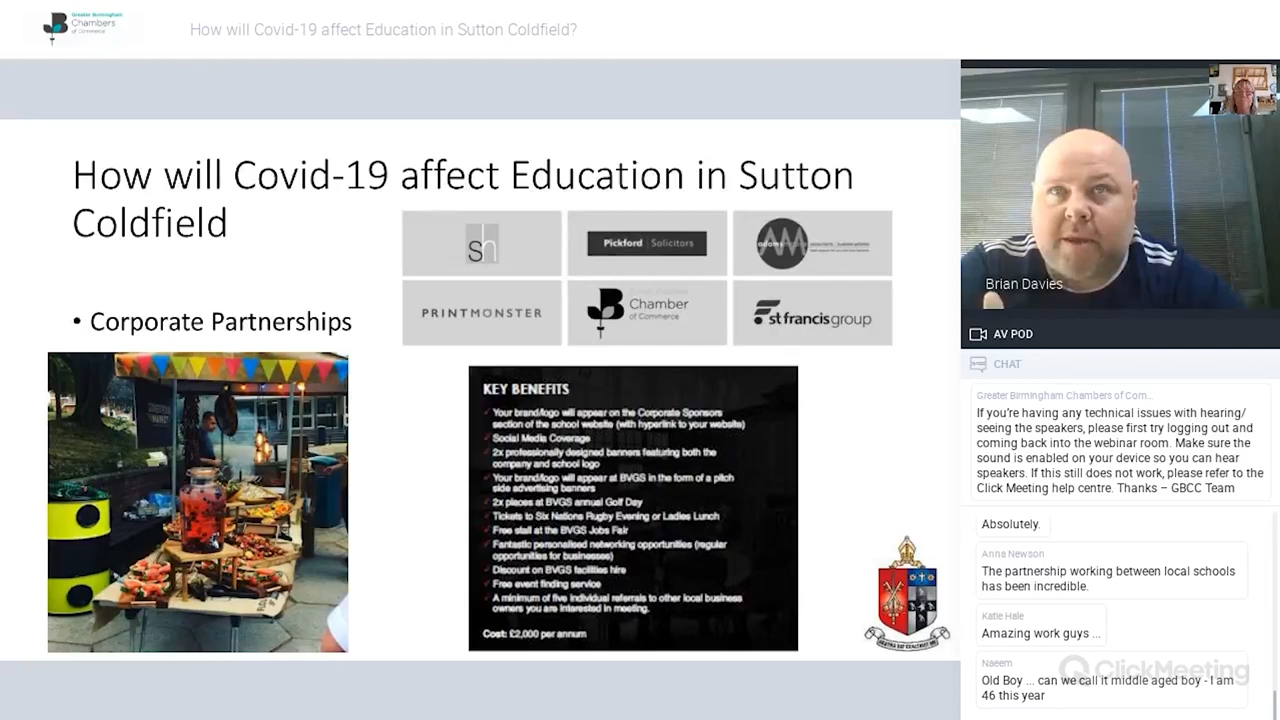 Greater Birmingham
Chambers
of Commerce
How will Covid-19 affect Education in Sutton Coldfield?
How will Covid-19 affect Education in Sutton
Coldfield
• Corporate Partnerships
sh
Pickford Solicitors
PRINTMONSTER
Chamber
of Commerce
st francis group
KEY BENEFITS
Your brand/logo will appear on the Corporate Sponsors
section of the school website (with hyperlink to your website)
Social Media Coverage
2x professionally designed banners featuring both the
company and school logo
Your brand/logo will appear at BVGS in the form of a pitch
side advertising banners
2x places at BVGS annual Golf Day
Tickets to Six Nations Rugby Evening or Ladies Lunch
Free stall at the BVGS Jobs Fair
Fantastic personalised networking opportunities (regular
opportunities for businesses)
Discount on BVGS facilities hire
Free event finding service
A minimum of five individual referrals to other local business
owners you are interested in meeting.
Cost: £2,000 per annum
Brian Davies
AV POD
CHAT
Greater Birmingham Chambers of Com...
If you're having any technical issues with hearing/
seeing the speakers, please first try logging out and
coming back into the webinar room. Make sure the
sound is enabled on your device so you can hear
speakers. If this still does not work, please refer to the
Click Meeting help centre. Thanks – GBCC Team
Absolutely.
Anna Newson
The partnership working between local schools
has been incredible.
Katie Hale
Amazing work guys ...
Naeem
Old Boy ... can we call it middle aged boy - I am
46 this year
ClickMeeting